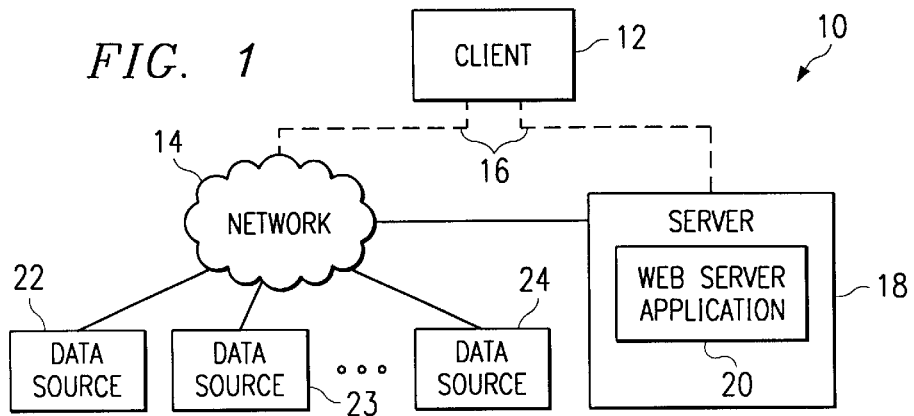 FIG. 1
CLIENT
12
10
14
16
NETWORK
SERVER
WEB SERVER
APPLICATION
18
20
22
DATA
SOURCE
DATA
SOURCE
23
24
DATA
SOURCE